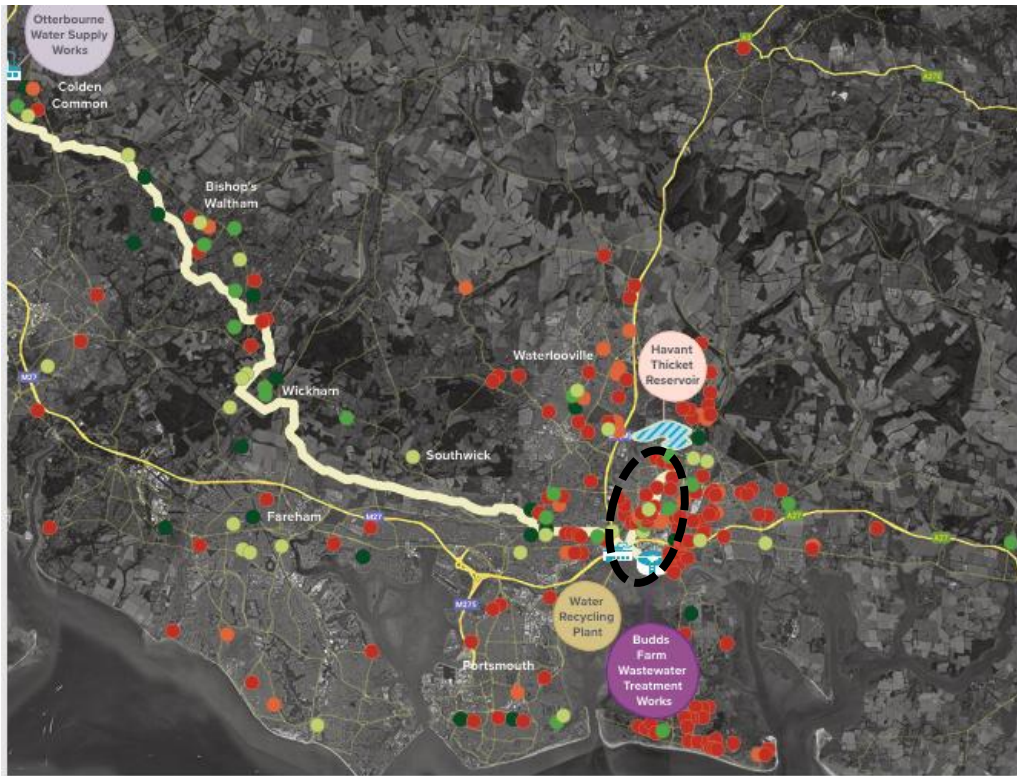 Otterbourne
Water Supply
Works
Colden
Common
A3
A272
Bishop's
Waltham
Waterlooville
Havant
Thicket
Reservoir
M27
Wickham
Southwick
Fareham
M27
A27
A27
M275
Water
Recycling
Plant
Portsmouth
Budds
Farm
Wastewater
Treatment
Works